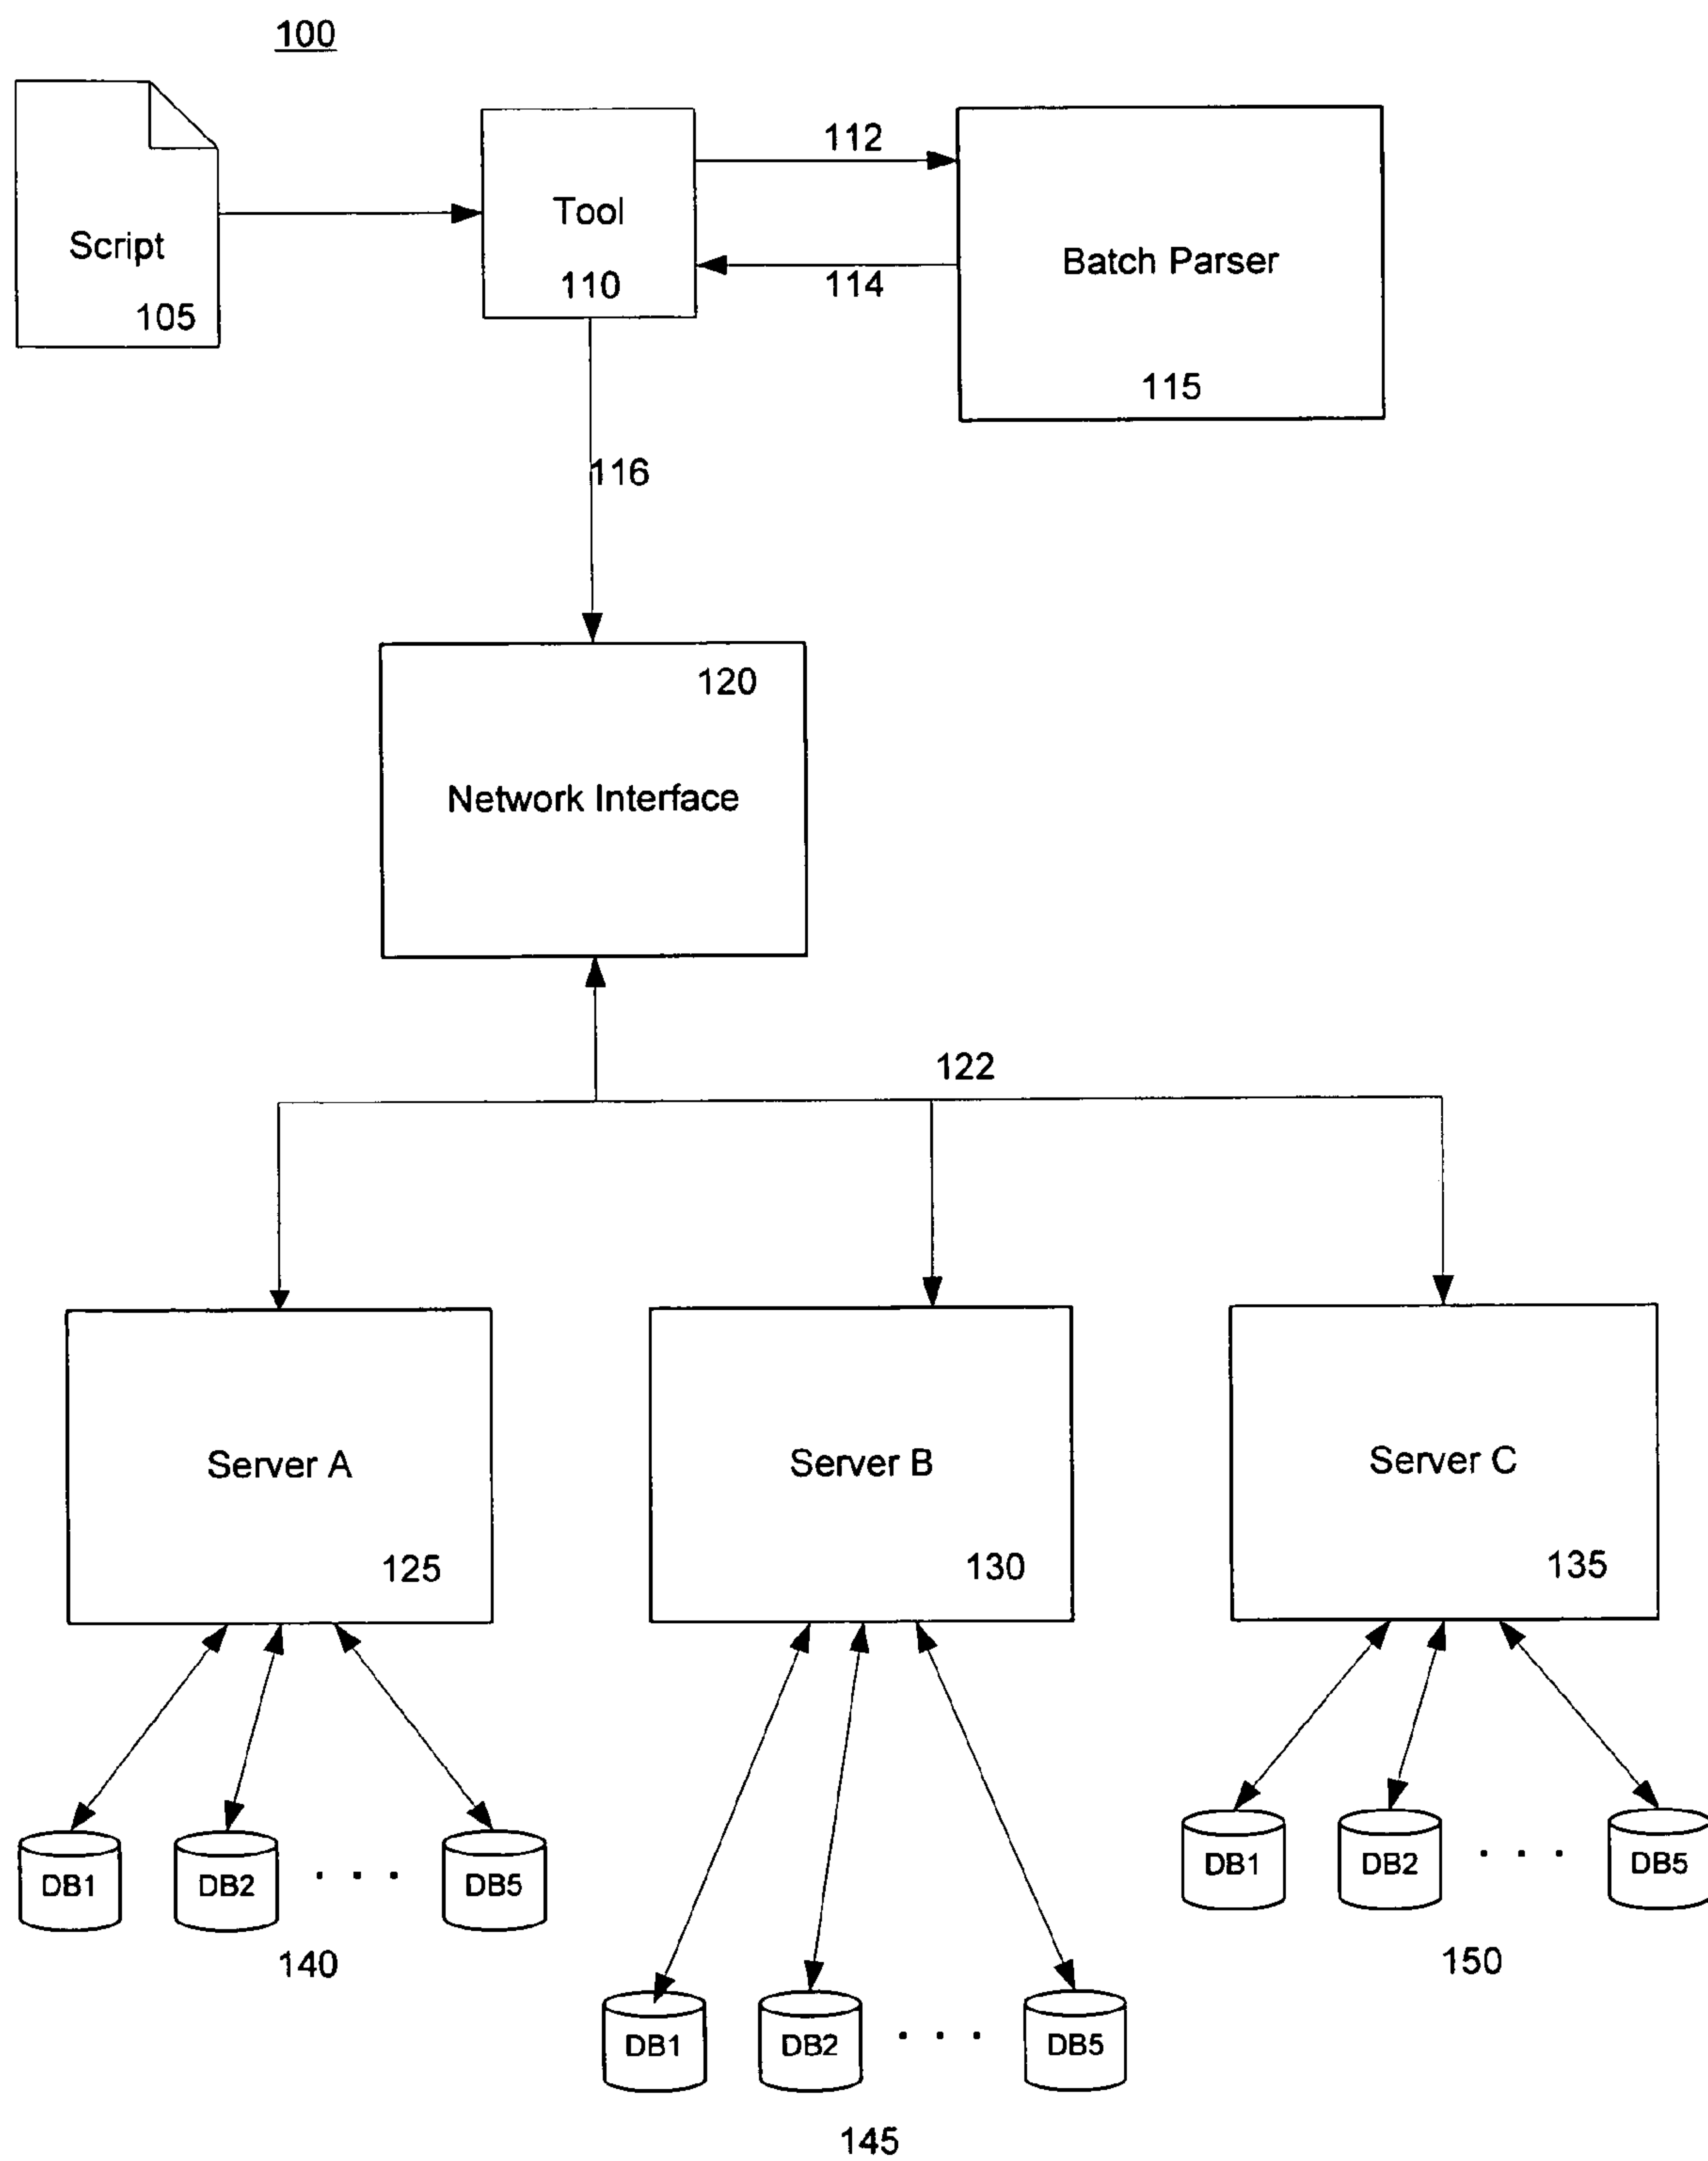 100
Script
105
Tool
110
112
114
Batch Parser
115
116
120
Network Interface
122
Server A
125
Server B
130
Server C
135
DB1
DB2
. . .
DB5
140
DB1
DB2
. . .
DB5
145
DB1
DB2
. . .
DB5
150